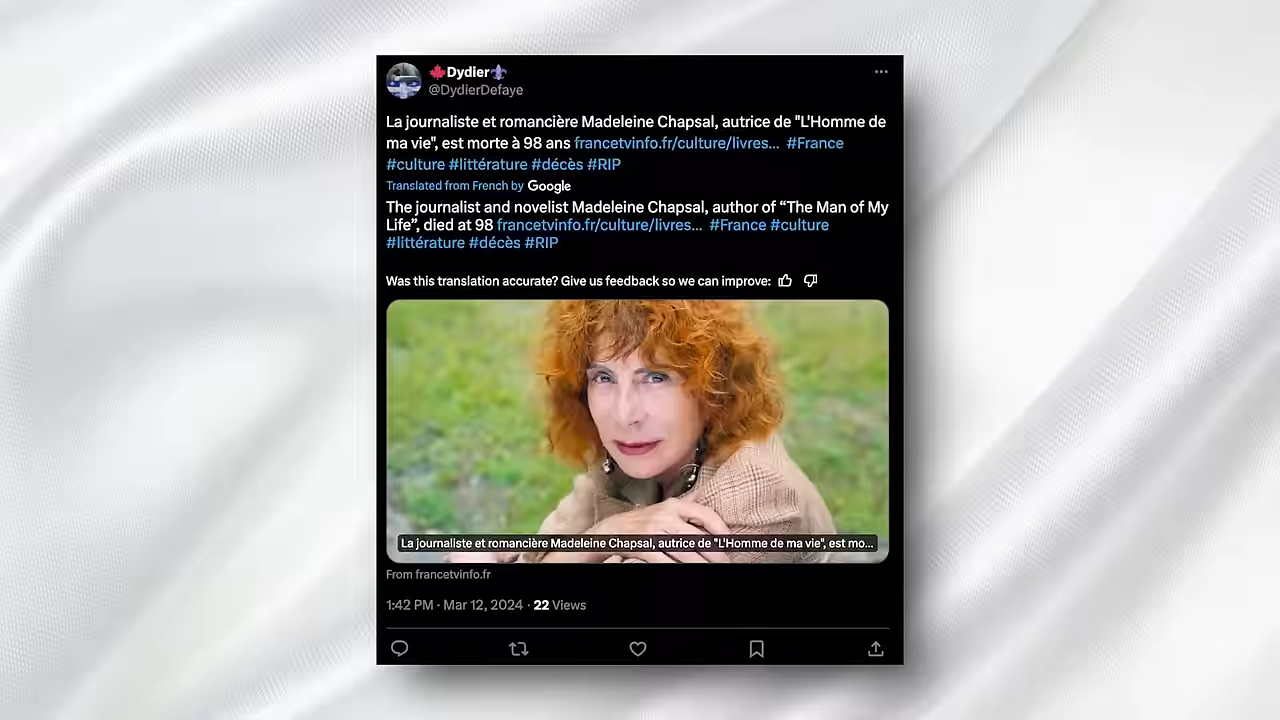 🍁Dydier⚜️
@DydierDefaye
La journaliste et romancière Madeleine Chapsal, autrice de "L'Homme de
ma vie", est morte à 98 ans francetvinfo.fr/culture/livres... #France
#culture #littérature #décès #RIP
Translated from French by Google
The journalist and novelist Madeleine Chapsal, author of “The Man of My
Life”, died at 98 francetvinfo.fr/culture/livres... #France #culture
#littérature #décès #RIP
Was this translation accurate? Give us feedback so we can improve:
La journaliste et romancière Madeleine Chapsal, autrice de "L'Homme de ma vie", est mo...
From francetvinfo.fr
1:42 PM · Mar 12, 2024 · 22 Views